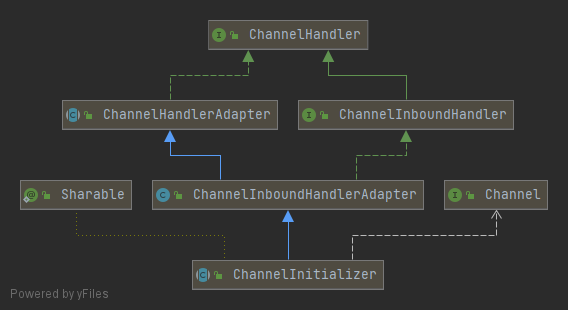 ChannelHandler
ChannelHandlerAdapter
ChannelInboundHandler
Sharable
ChannelInboundHandlerAdapter
Channel
ChannelInitializer
Powered by yFiles